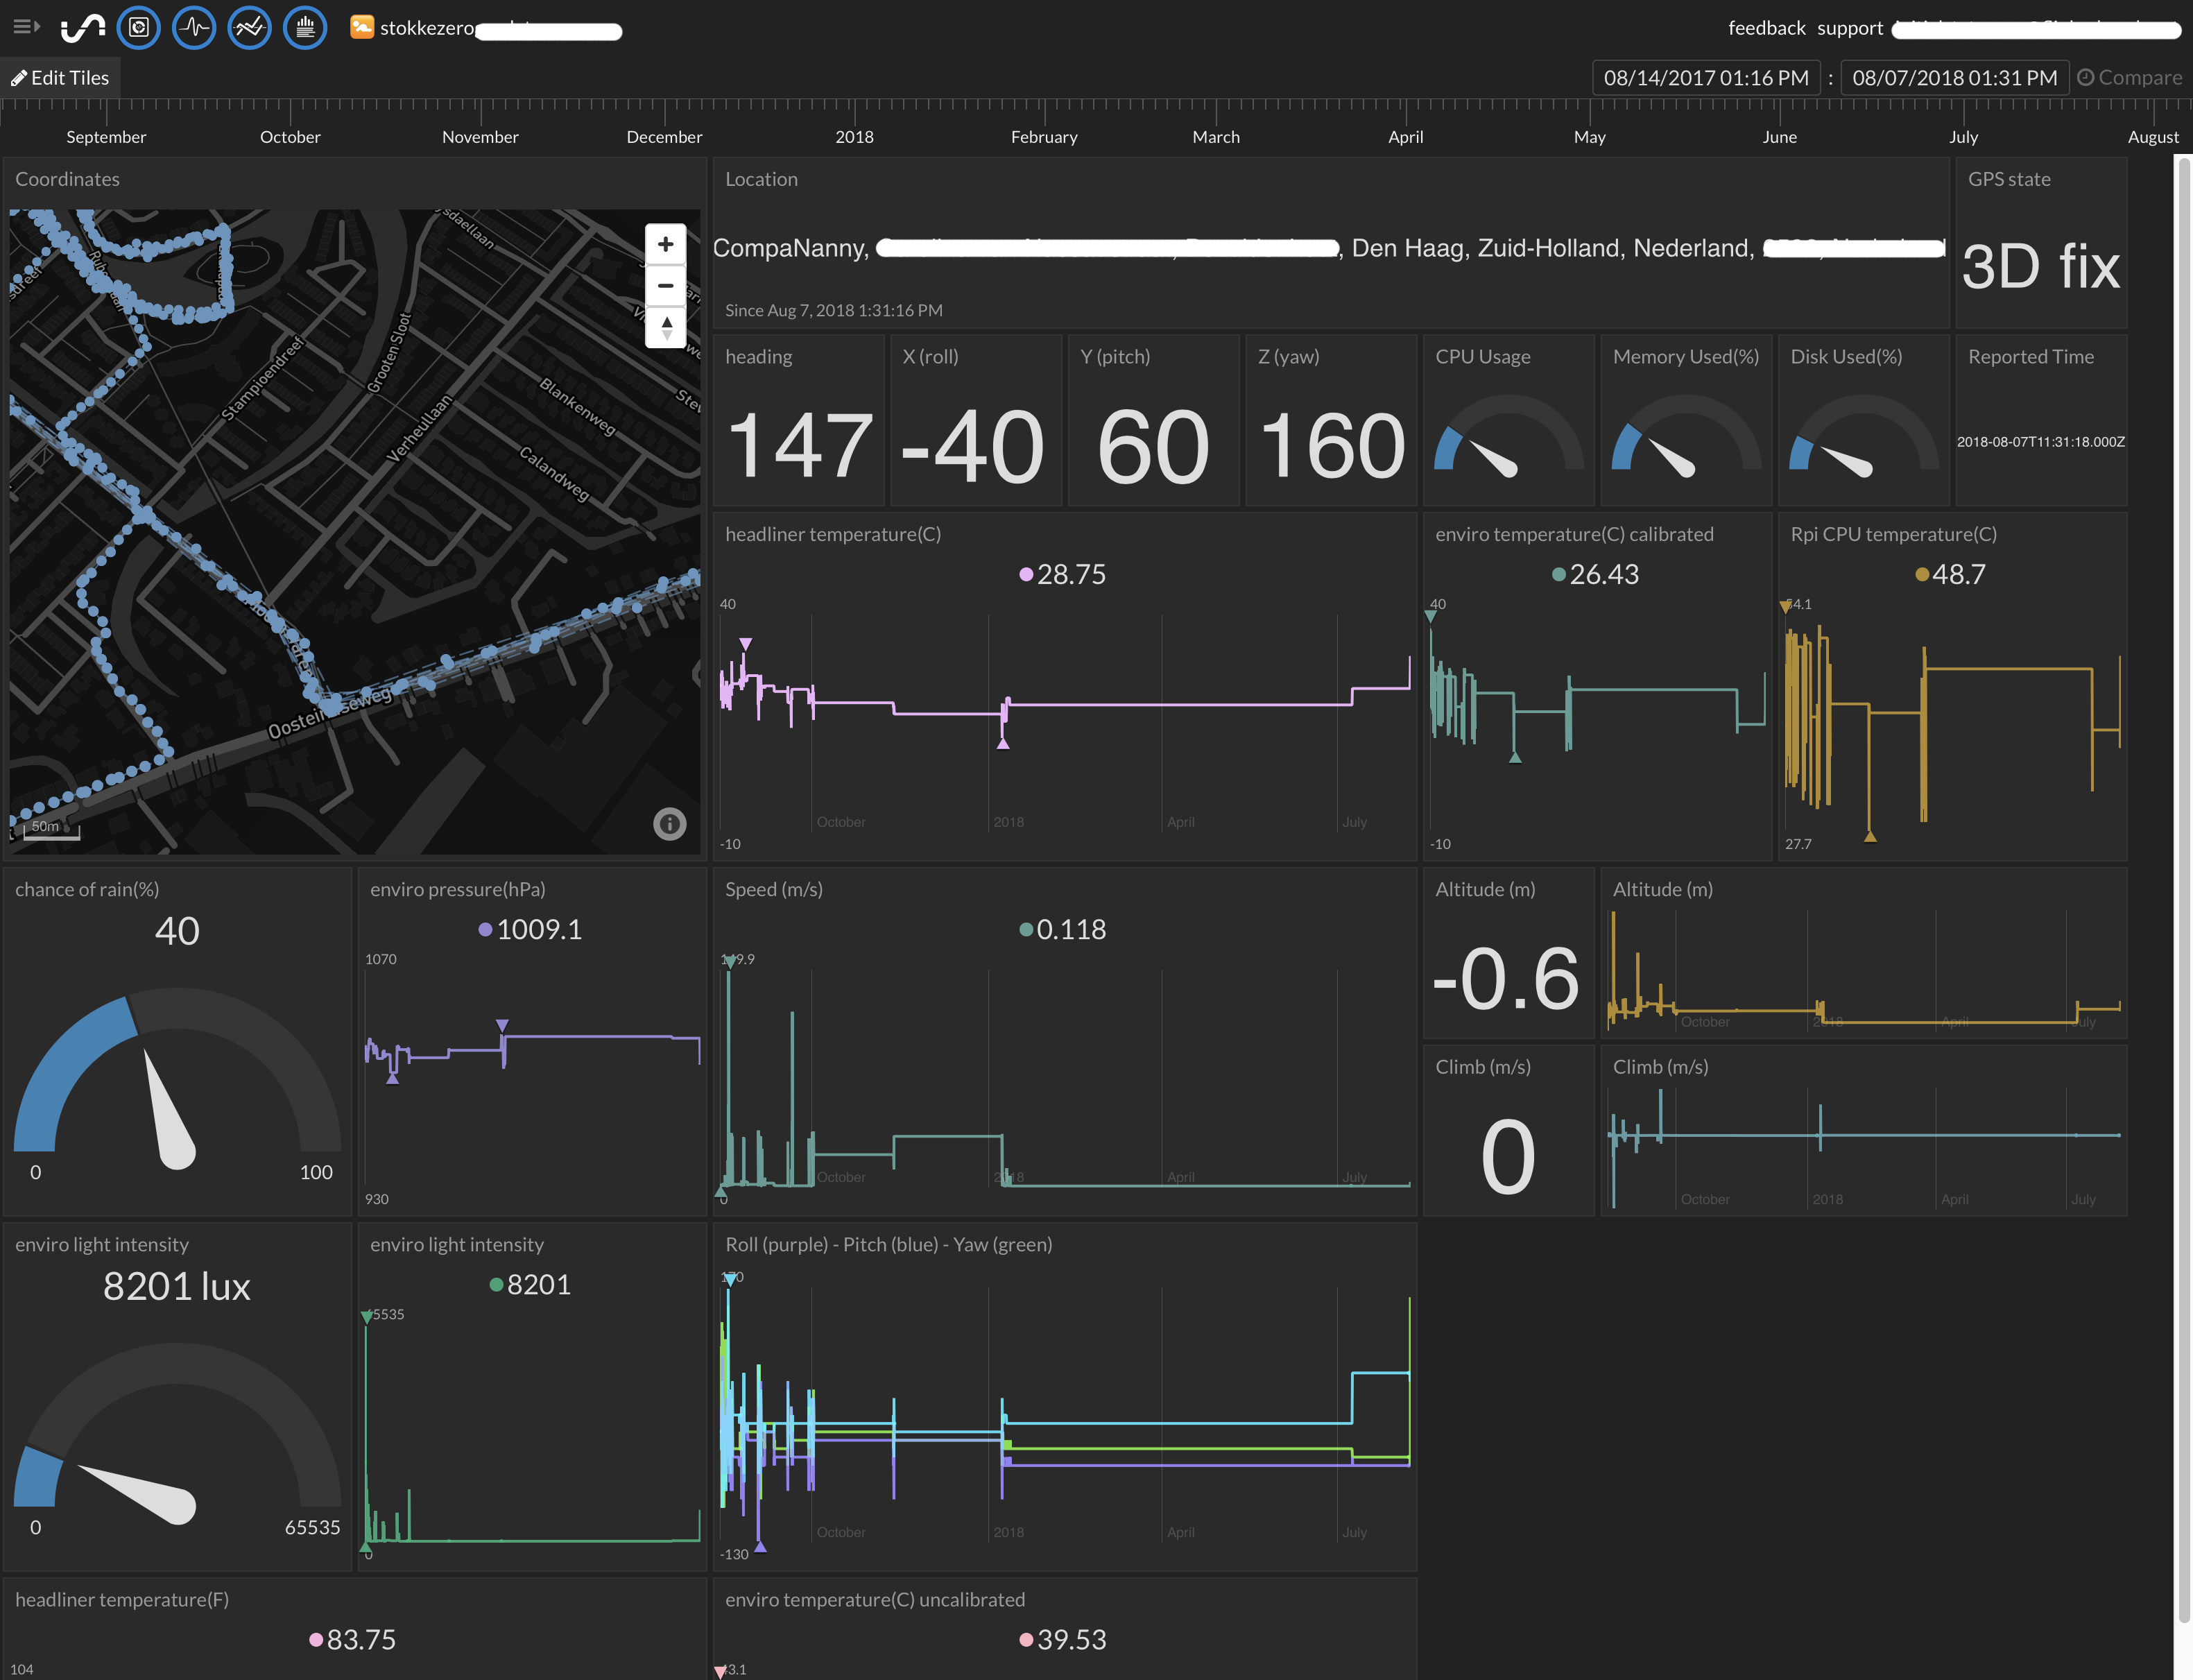 stokkezero
feedback support
Edit Tiles
08/14/2017 01:16 PM : 08/07/2018 01:31 PM Compare
September October November December 2018 February March April May June July August
Coordinates
Stampioendreef
Grooten Sloot
Verheullaan
Blankenweg
Calandweg
50m
Location
CompaNanny, , Den Haag, Zuid-Holland, Nederland,
Since Aug 7, 2018 1:31:16 PM
GPS state
3D fix
heading
147
X (roll)
-40
Y (pitch)
60
Z (yaw)
160
CPU Usage
Memory Used(%)
Disk Used(%)
Reported Time
2018-08-07T11:31:18.000Z
headliner temperature(C)
28.75
40
October 2018 April July
-10
enviro temperature(C) calibrated
26.43
40
-10
Rpi CPU temperature(C)
48.7
54.1
27.7
chance of rain(%)
40
0 100
enviro pressure(hPa)
1009.1
1070
930
Speed (m/s)
0.118
October 2018 April July
0
Altitude (m)
-0.6
Altitude (m)
October 2018 April July
Climb (m/s)
0
Climb (m/s)
October 2018 April July
enviro light intensity
8201 lux
0 65535
enviro light intensity
8201
65535
0
Roll (purple) - Pitch (blue) - Yaw (green)
170
October 2018 April July
-130
headliner temperature(F)
83.75
104
enviro temperature(C) uncalibrated
39.53
43.1